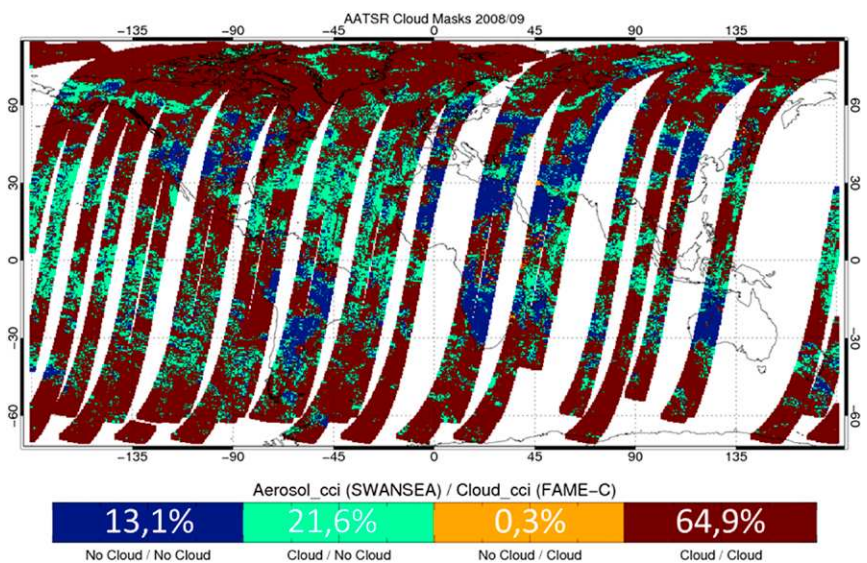 AATSR Cloud Masks 2008/09
−135 −90 −45 0 45 90 135
60 60
30 30
0 0
−30 −30
−60 −60
−135 −90 −45 0 45 90 135
Aerosol_cci (SWANSEA) / Cloud_cci (FAME−C)
13,1% 21,6% 0,3% 64,9%
No Cloud / No Cloud Cloud / No Cloud No Cloud / Cloud Cloud / Cloud